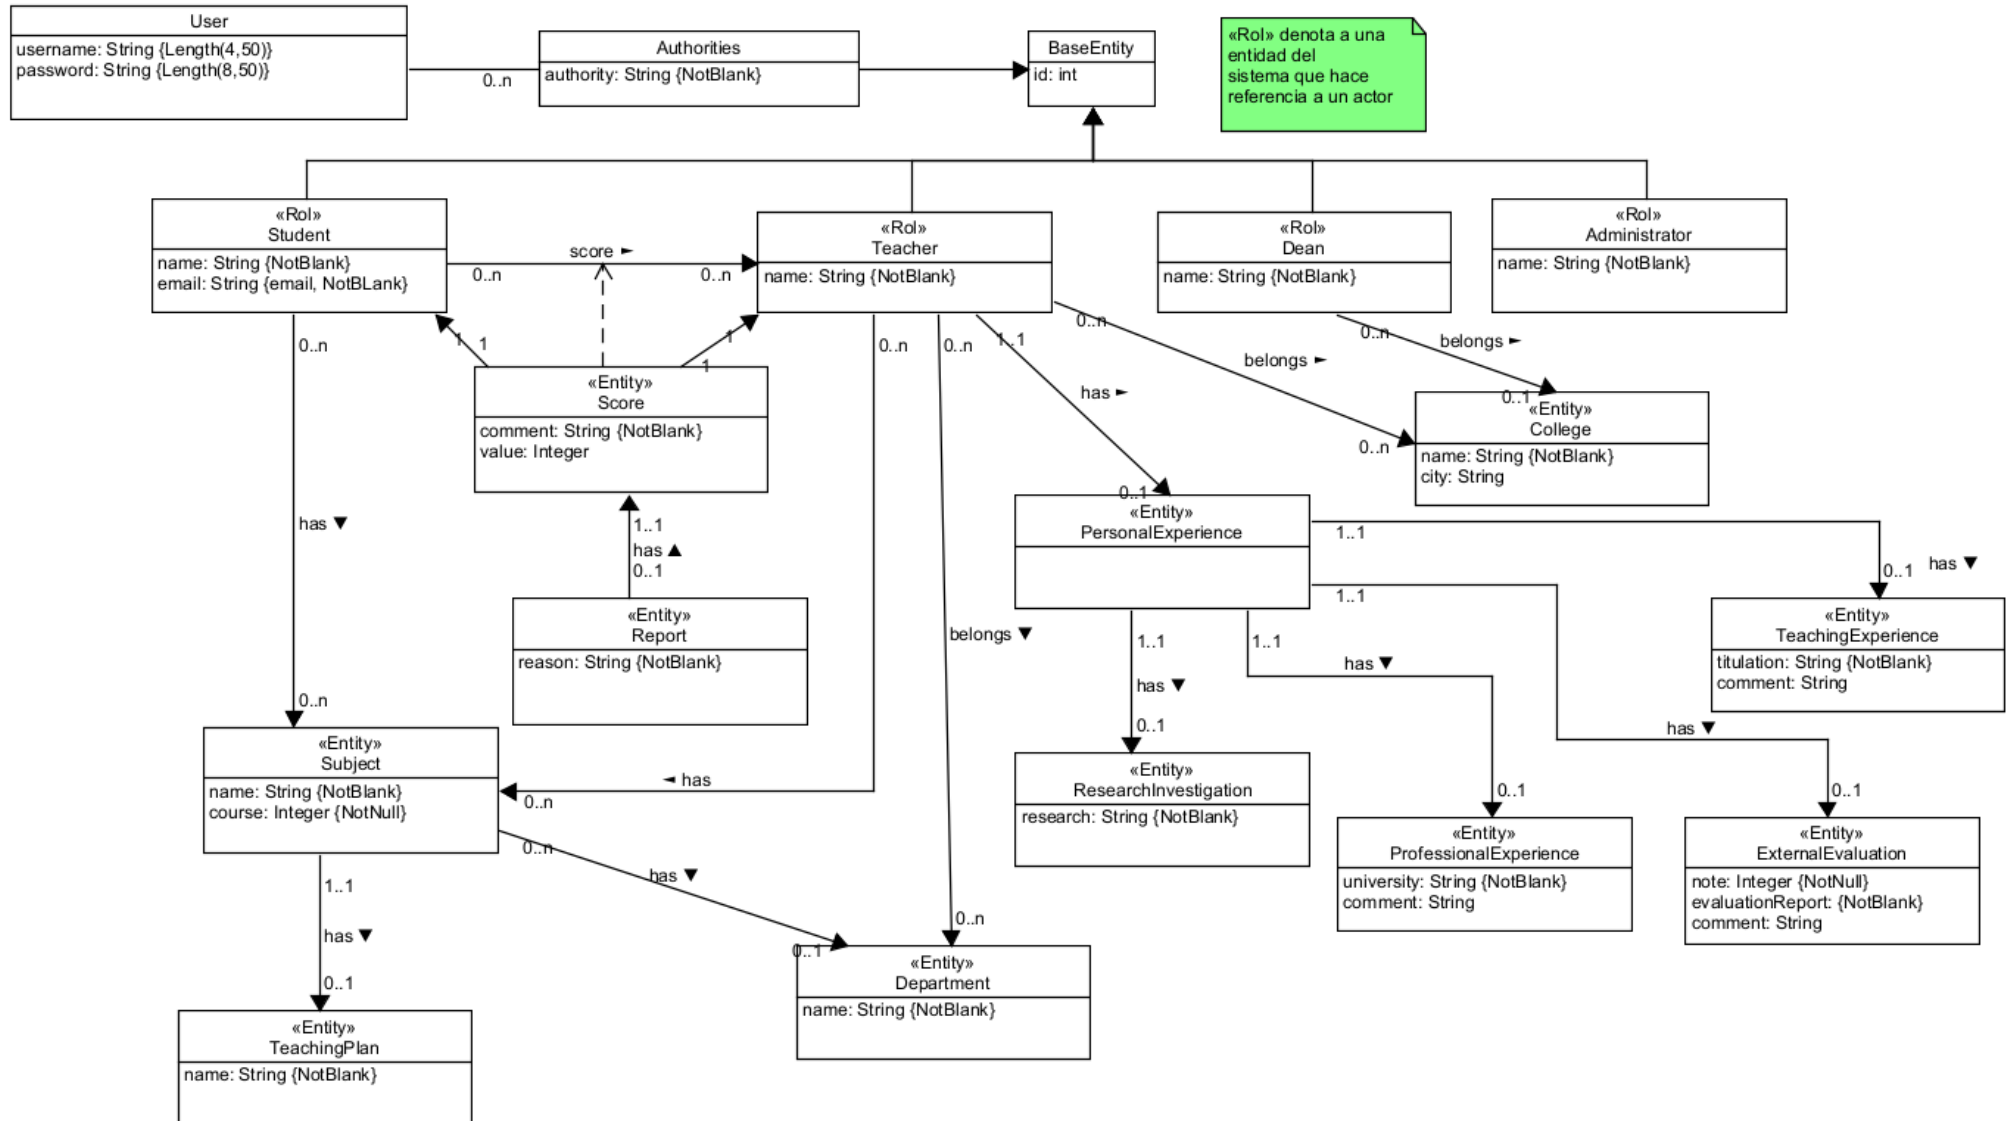 User
username: String {Length(4,50)}
password: String {Length(8,50)}
0..n
Authorities
authority: String {NotBlank}
BaseEntity
id: int
«Rol» denota a una
entidad del
sistema que hace
referencia a un actor
«Rol»
Student
name: String {NotBlank}
email: String {email, NotBLank}
score ►
0..n
0..n
«Rol»
Teacher
name: String {NotBlank}
«Rol»
Dean
name: String {NotBlank}
«Rol»
Administrator
name: String {NotBlank}
1
1
1
1
«Entity»
Score
comment: String {NotBlank}
value: Integer
0..n
0..n
0..n
1..1
0..n
belongs ►
0..n
0..n
belongs ►
0..1
«Entity»
College
name: String {NotBlank}
city: String
has ►
0..1
«Entity»
PersonalExperience
1..1
has ▲
0..1
«Entity»
Report
reason: String {NotBlank}
has ▼
0..n
belongs ▼
0..n
1..1
0..1
has ▼
1..1
«Entity»
TeachingExperience
titulation: String {NotBlank}
comment: String
1..1
has ▼
0..1
1..1
has ▼
0..1
has ▼
0..1
«Entity»
Subject
name: String {NotBlank}
course: Integer {NotNull}
◄ has
0..n
«Entity»
ResearchInvestigation
research: String {NotBlank}
«Entity»
ProfessionalExperience
university: String {NotBlank}
comment: String
«Entity»
ExternalEvaluation
note: Integer {NotNull}
evaluationReport: {NotBlank}
comment: String
0..n
has ▼
0..1
1..1
has ▼
0..1
«Entity»
Department
name: String {NotBlank}
«Entity»
TeachingPlan
name: String {NotBlank}